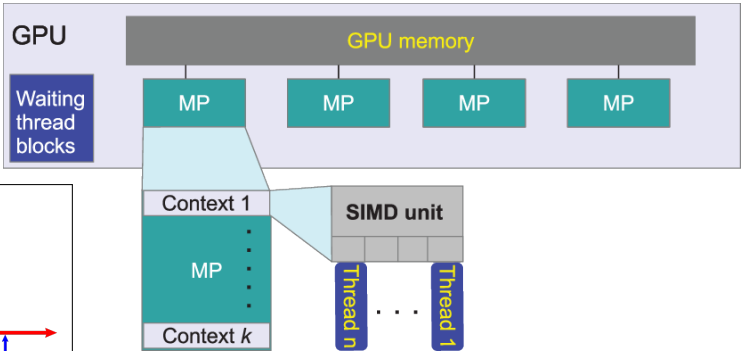 GPU
GPU memory
Waiting
thread
blocks
MP
MP
MP
MP
Context 1
SIMD unit
MP
Thread n
. . .
Thread 1
Context k